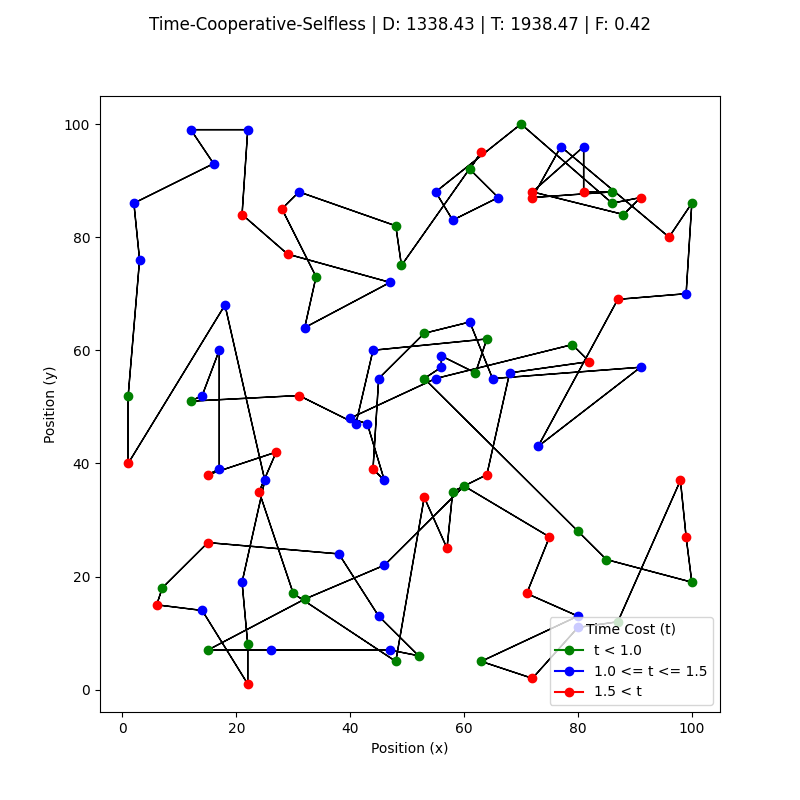 Time-Cooperative-Selfless | D: 1338.43 | T: 1938.47 | F: 0.42
100
80
60
40
20
0
Position (y)
0 20 40 60 80 100
Position (x)
Time Cost (t)
t < 1.0
1.0 <= t <= 1.5
1.5 < t